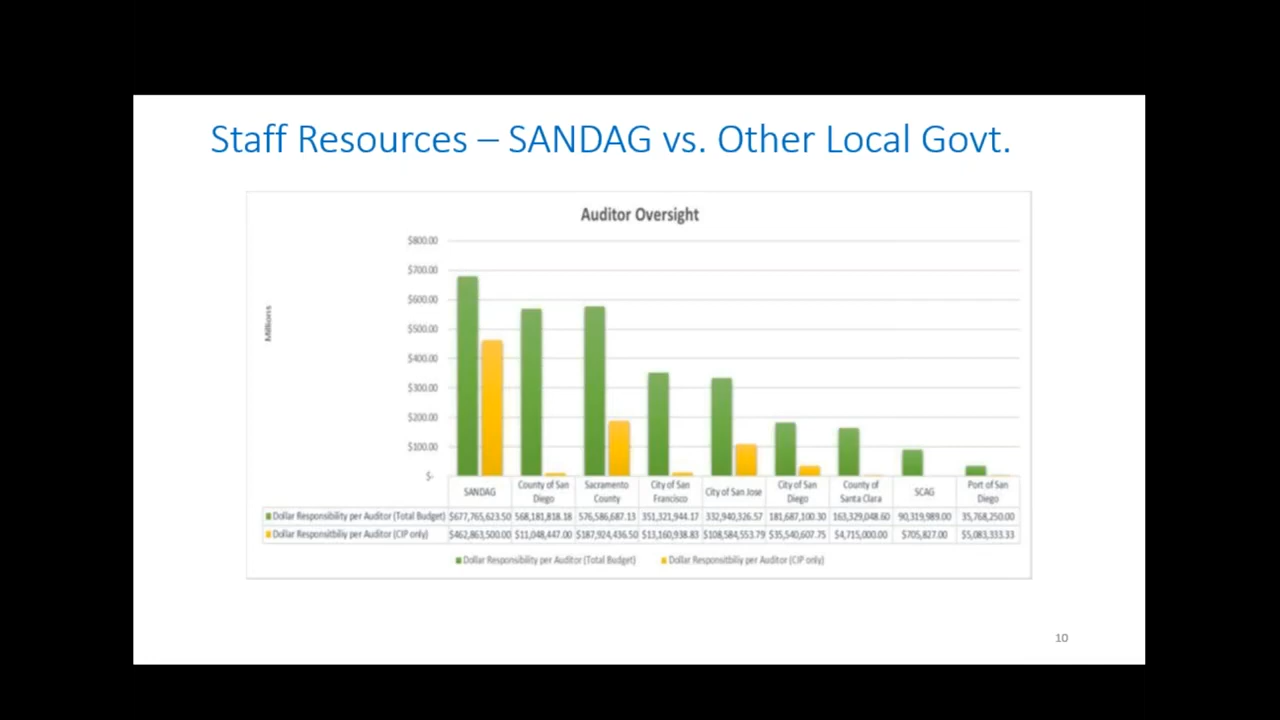 Staff Resources – SANDAG vs. Other Local Govt.
Auditor Oversight
Millions
$800.00
$700.00
$600.00
$500.00
$400.00
$300.00
$200.00
$100.00
$-
SANDAG County of San Diego Sacramento County City of San Francisco City of San Jose City of San Diego County of Santa Clara SCAG Port of San Diego
Dollar Responsibility per Auditor (Total Budget) $677,765,623.50 568,181,818.18 576,586,687.13 351,321,944.17 332,940,326.57 181,687,100.30 163,329,048.60 90,319,989.00 35,768,250.00
Dollar Responsitbiliy per Auditor (CIP only) $462,863,500.00 $11,048,447.00 $187,924,436.50 $13,160,938.83 $108,584,553.79 $35,540,607.75 $4,715,000.00 $705,827.00 $5,083,333.33
Dollar Responsibility per Auditor (Total Budget) Dollar Responsitbiliy per Auditor (CIP only)
10